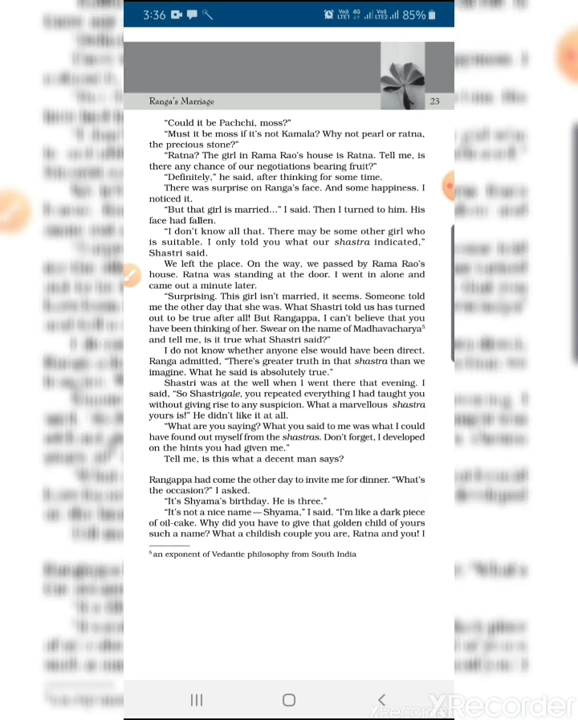 3:36
85%
Ranga's Marriage
23
"Could it be Pachchi, moss?"
"Must it be moss if it's not Kamala? Why not pearl or ratna,
the precious stone?"
"Ratna? The girl in Rama Rao's house is Ratna. Tell me, is
there any chance of our negotiations bearing fruit?"
"Definitely," he said, after thinking for some time.
There was surprise on Ranga's face. And some happiness. I
noticed it.
"But that girl is married..." I said. Then I turned to him. His
face had fallen.
"I don't know all that. There may be some other girl who
is suitable. I only told you what our shastra indicated,"
Shastri said.
We left the place. On the way, we passed by Rama Rao's
house. Ratna was standing at the door. I went in alone and
came out a minute later.
"Surprising. This girl isn't married, it seems. Someone told
me the other day that she was. What Shastri told us has turned
out to be true after all! But Rangappa, I can't believe that you
have been thinking of her. Swear on the name of Madhavacharya⁵
and tell me, is it true what Shastri said?"
I do not know whether anyone else would have been direct.
Ranga admitted, "There's greater truth in that shastra than we
imagine. What he said is absolutely true."
Shastri was at the well when I went there that evening. I
said, "So Shastrigale, you repeated everything I had taught you
without giving rise to any suspicion. What a marvellous shastra
yours is!" He didn't like it at all.
"What are you saying? What you said to me was what I could
have found out myself from the shastras. Don't forget, I developed
on the hints you had given me."
Tell me, is this what a decent man says?
Rangappa had come the other day to invite me for dinner. "What's
the occasion?" I asked.
"It's Shyama's birthday. He is three."
"It's not a nice name — Shyama," I said. "I'm like a dark piece
of oil-cake. Why did you have to give that golden child of yours
such a name? What a childish couple you are, Ratna and you! I
⁵ an exponent of Vedantic philosophy from South India
XRecorder